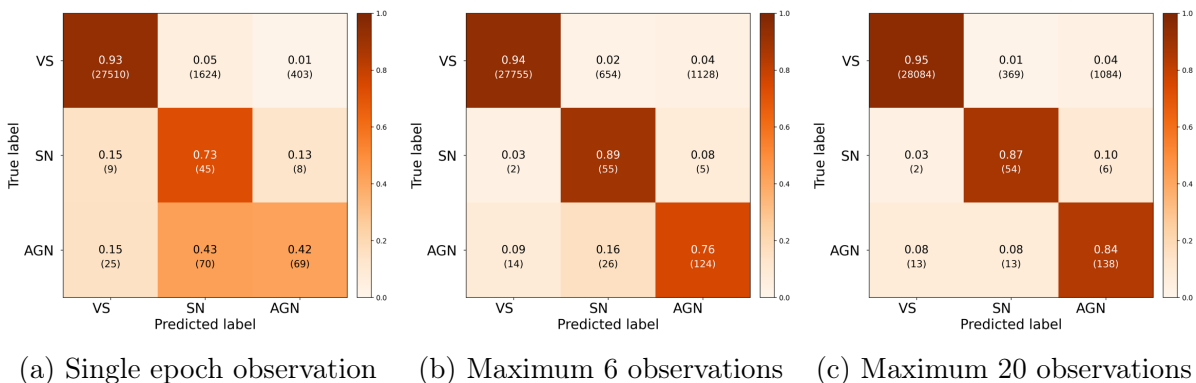 True label
VS
SN
AGN
0.93
(27510)
0.05
(1624)
0.01
(403)
0.15
(9)
0.73
(45)
0.13
(8)
0.15
(25)
0.43
(70)
0.42
(69)
VS
SN
AGN
Predicted label
1.0
0.8
0.6
0.4
0.2
0.0
(a) Single epoch observation
True label
VS
SN
AGN
0.94
(27755)
0.02
(654)
0.04
(1128)
0.03
(2)
0.89
(55)
0.08
(5)
0.09
(14)
0.16
(26)
0.76
(124)
VS
SN
AGN
Predicted label
1.0
0.8
0.6
0.4
0.2
0.0
(b) Maximum 6 observations
True label
VS
SN
AGN
0.95
(28084)
0.01
(369)
0.04
(1084)
0.03
(2)
0.87
(54)
0.10
(6)
0.08
(13)
0.08
(13)
0.84
(138)
VS
SN
AGN
Predicted label
1.0
0.8
0.6
0.4
0.2
0.0
(c) Maximum 20 observations